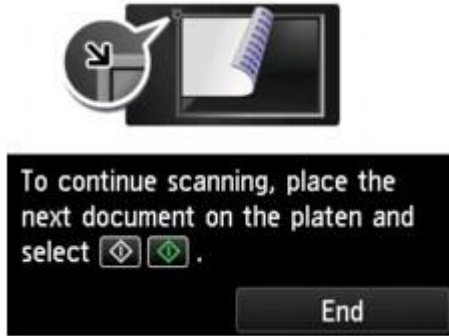 To continue scanning, place the
next document on the platen and
select .
End